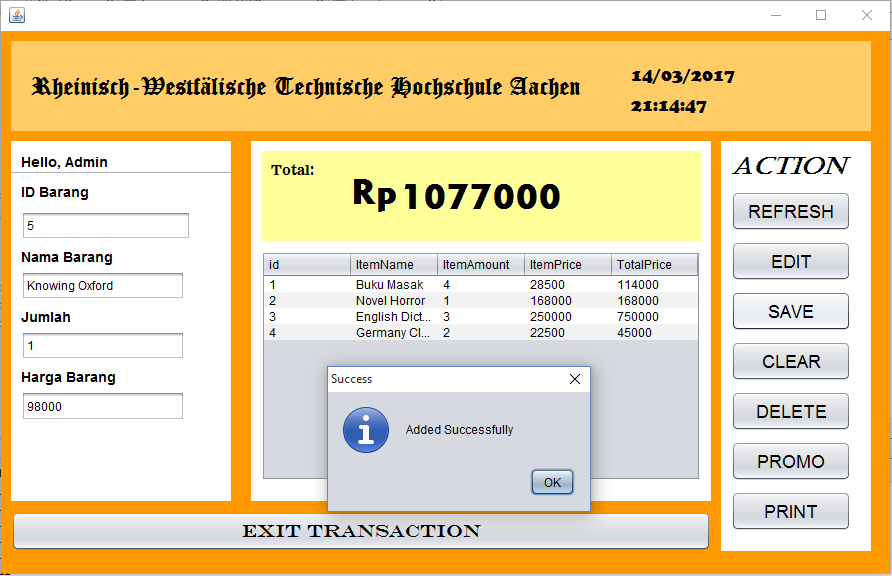 Rheinisch-Westfälische Technische Hochschule Aachen
14/03/2017
21:14:47
Hello, Admin
ID Barang
5
Nama Barang
Knowing Oxford
Jumlah
1
Harga Barang
98000
Total:
Rp1077000
id ItemName ItemAmount ItemPrice TotalPrice
1 Buku Masak 4 28500 114000
2 Novel Horror 1 168000 168000
3 English Dict... 3 250000 750000
4 Germany Cl... 2 22500 45000
Success
Added Successfully
OK
ACTION
REFRESH
EDIT
SAVE
CLEAR
DELETE
PROMO
PRINT
EXIT TRANSACTION